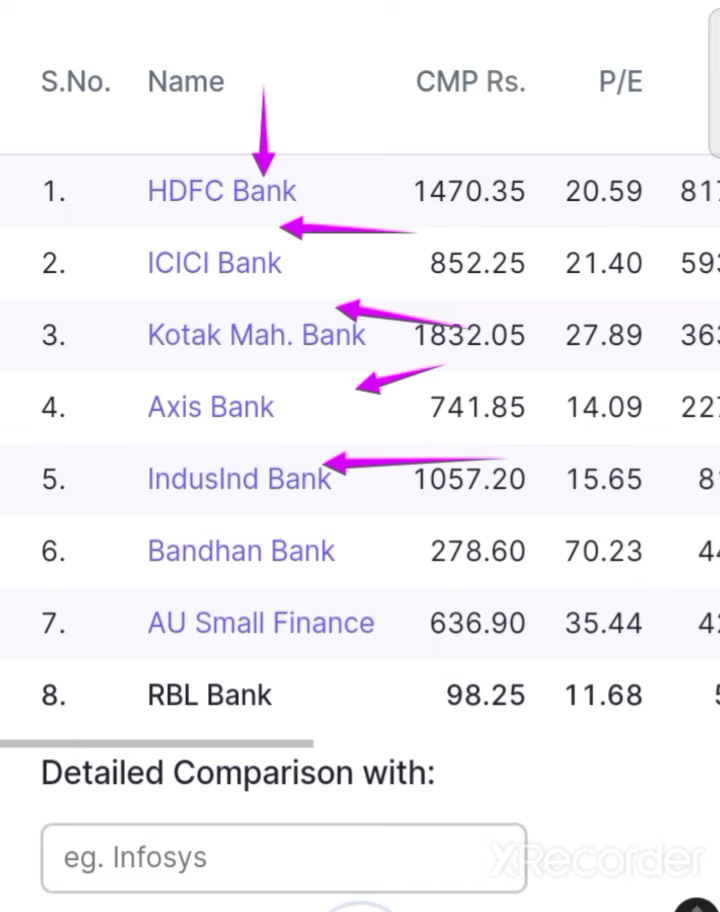 S.No. Name CMP Rs. P/E
1. HDFC Bank 1470.35 20.59
2. ICICI Bank 852.25 21.40
3. Kotak Mah. Bank 1832.05 27.89
4. Axis Bank 741.85 14.09
5. IndusInd Bank 1057.20 15.65
6. Bandhan Bank 278.60 70.23
7. AU Small Finance 636.90 35.44
8. RBL Bank 98.25 11.68
Detailed Comparison with:
eg. Infosys
XRecorder